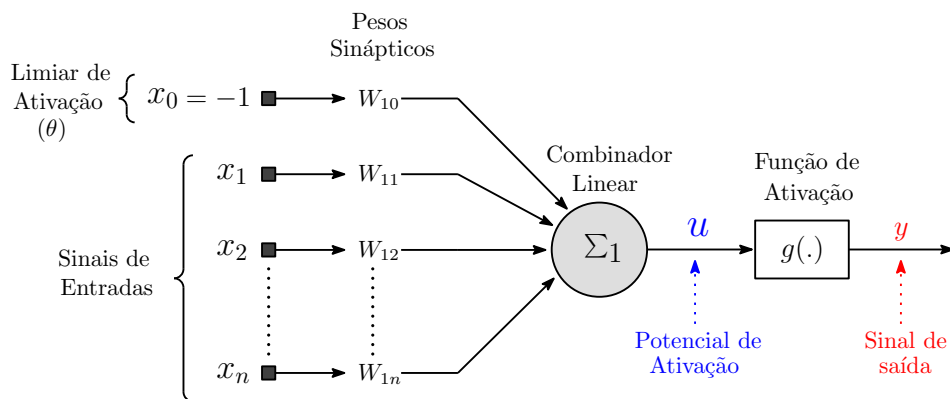 Pesos
Sinápticos
Limiar de
Ativação
(θ)
x₀ = −1
W₁₀
x₁
W₁₁
x₂
W₁₂
xₙ
W₁ₙ
Sinais de
Entradas
Combinador
Linear
Σ₁
u
Potencial de
Ativação
Função de
Ativação
g(.)
y
Sinal de
saída